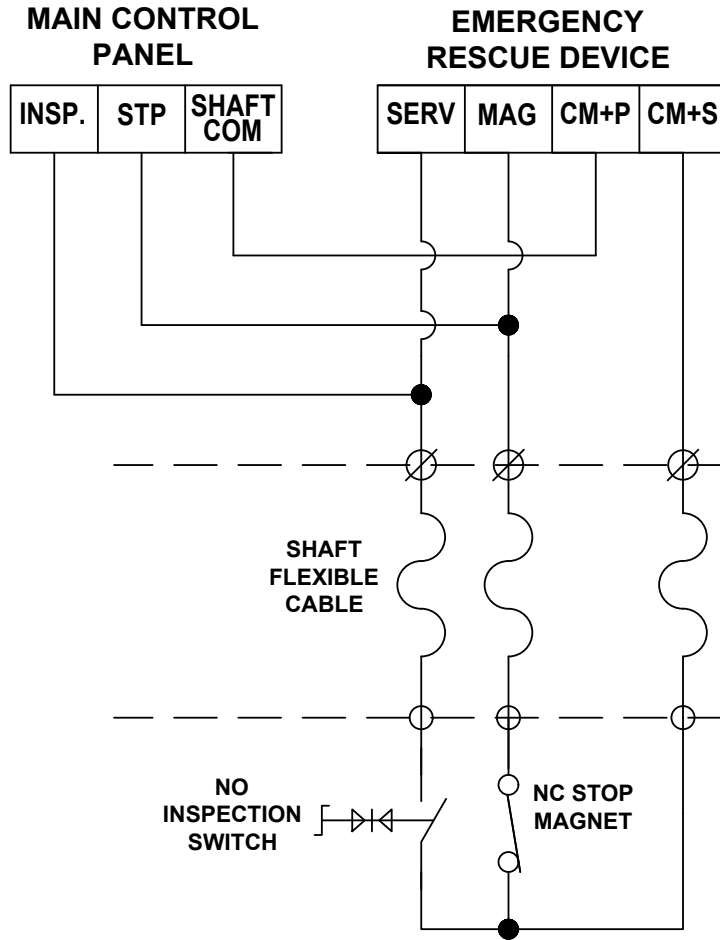 MAIN CONTROL
PANEL
EMERGENCY
RESCUE DEVICE
INSP.
STP
SHAFT
COM
SERV
MAG
CM+P
CM+S
SHAFT
FLEXIBLE
CABLE
NO
INSPECTION
SWITCH
NC STOP
MAGNET